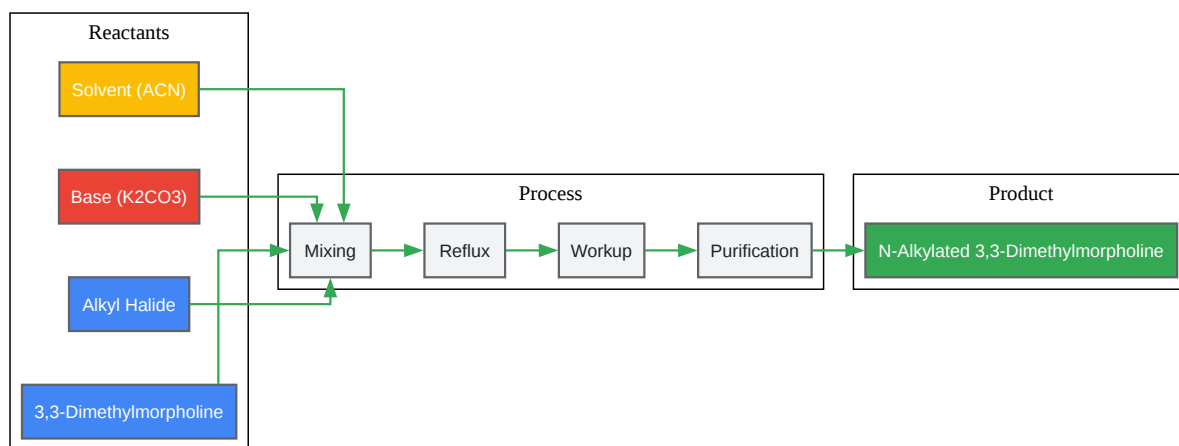 Reactants
Solvent (ACN)
Base (K2CO3)
Alkyl Halide
3,3-Dimethylmorpholine
Process
Mixing
Reflux
Workup
Purification
Product
N-Alkylated 3,3-Dimethylmorpholine